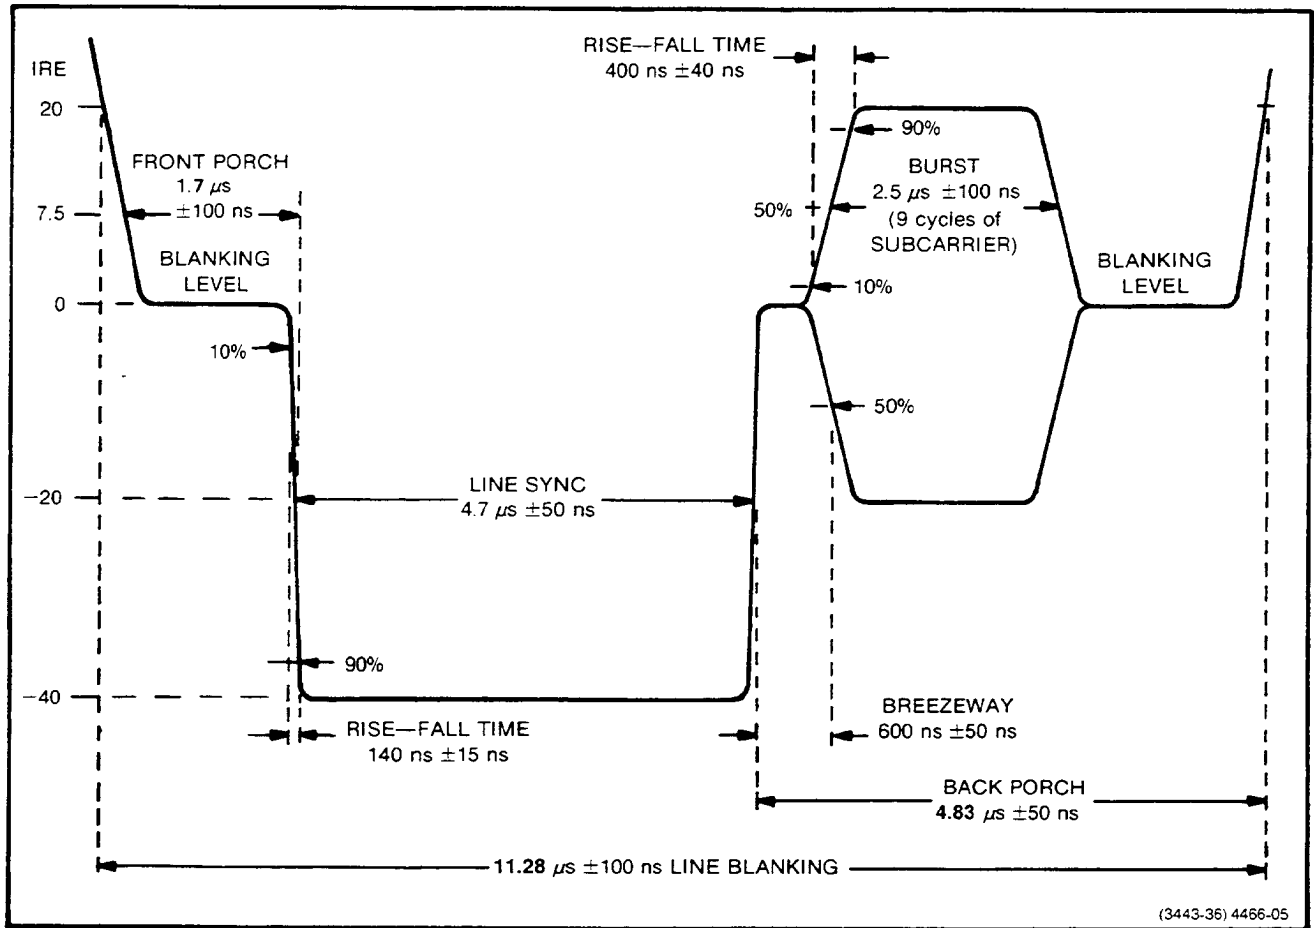 RISE—FALL TIME
400 ns ±40 ns
IRE
20
90%
FRONT PORCH
1.7 µs
±100 ns
BURST
2.5 µs ±100 ns
(9 cycles of
SUBCARRIER)
7.5
50%
BLANKING
LEVEL
BLANKING
LEVEL
10%
0
10%
50%
LINE SYNC
4.7 µs ±50 ns
−20
90%
−40
RISE—FALL TIME
140 ns ±15 ns
BREEZEWAY
600 ns ±50 ns
BACK PORCH
4.83 µs ±50 ns
11.28 µs ±100 ns LINE BLANKING
(3443-36) 4466-05